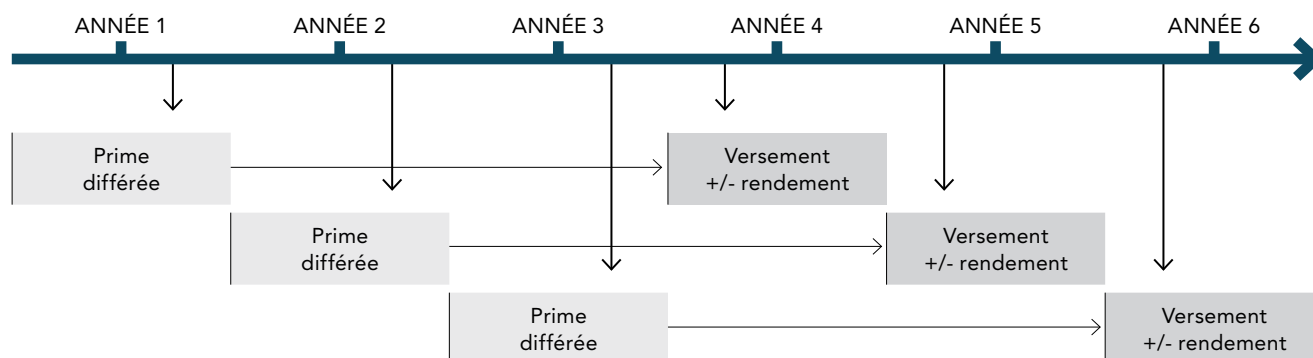 ANNÉE 1 ANNÉE 2 ANNÉE 3 ANNÉE 4 ANNÉE 5 ANNÉE 6
Prime
différée
Versement
+/- rendement
Prime
différée
Versement
+/- rendement
Prime
différée
Versement
+/- rendement